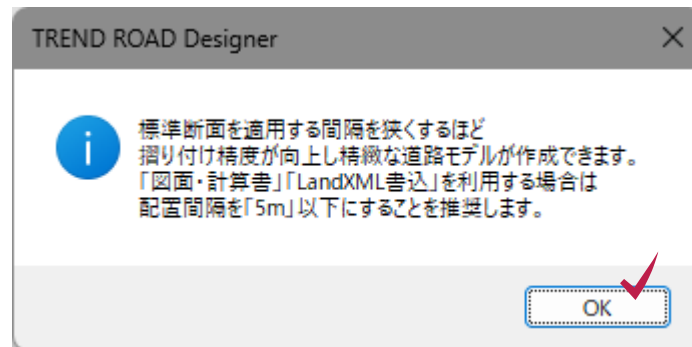 TREND ROAD Designer
標準断面を適用する間隔を狭くするほど
摺り付け精度が向上し精緻な道路モデルが作成できます。
「図面・計算書」「LandXML書込」を利用する場合は
配置間隔を「5m」以下にすることを推奨します。
OK